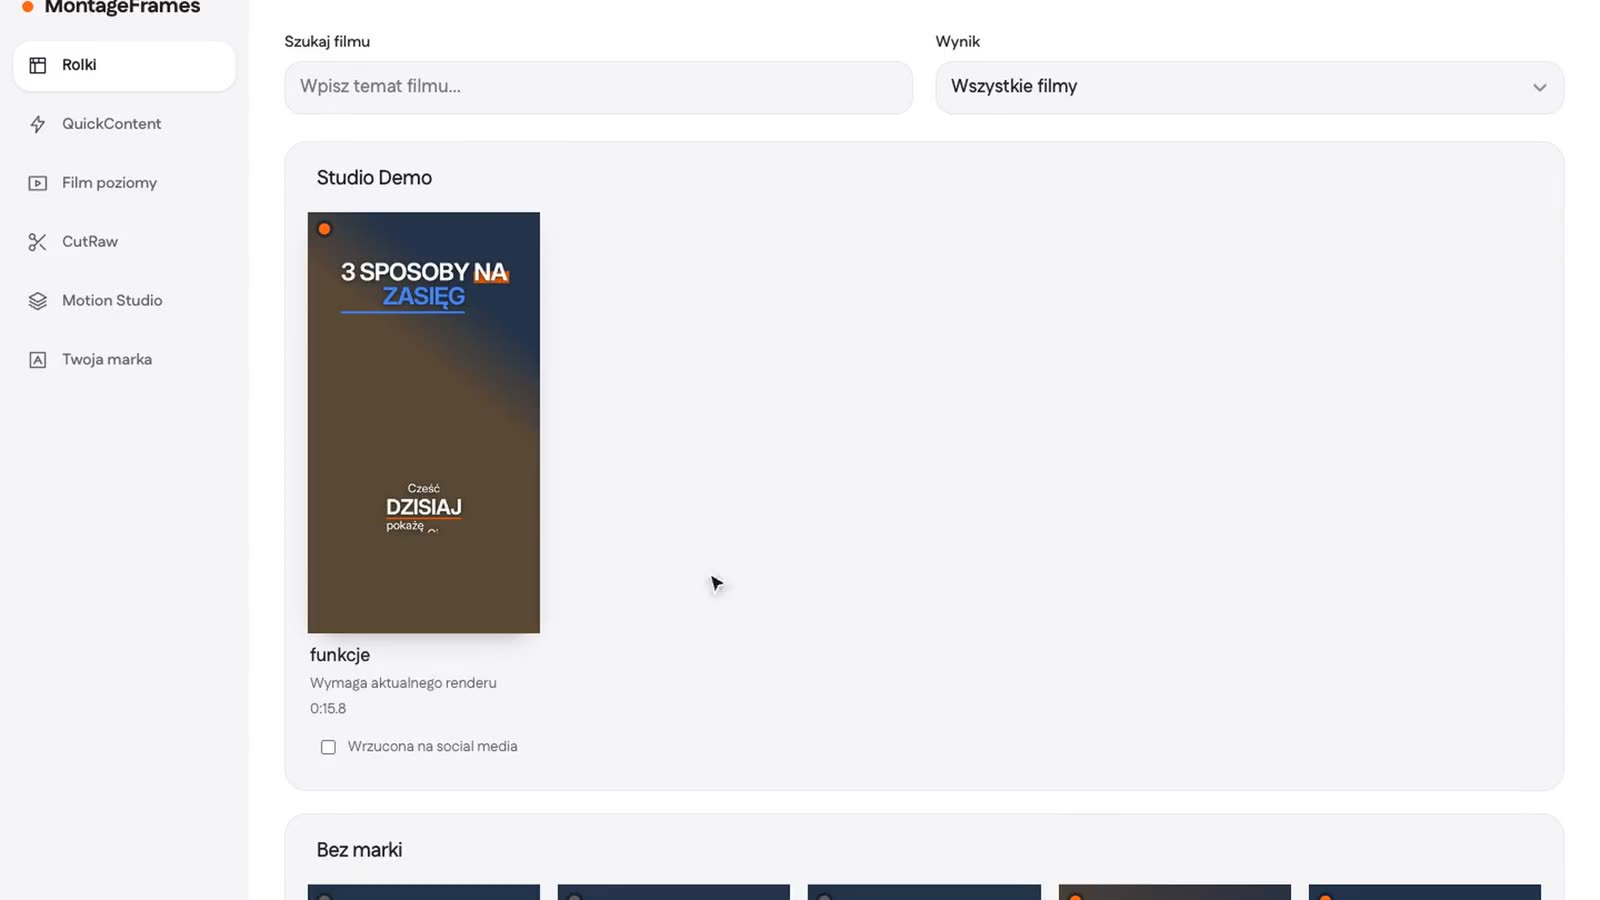 MontageFrames
Rolki
QuickContent
Film poziomy
CutRaw
Motion Studio
Twoja marka
Szukaj filmu
Wpisz temat filmu...
Wynik
Wszystkie filmy
Studio Demo
3 SPOSOBY NA
ZASIĘG
Cześć
DZISIAJ
pokażę
funkcje
Wymaga aktualnego renderu
0:15.8
Wrzucona na social media
Bez marki